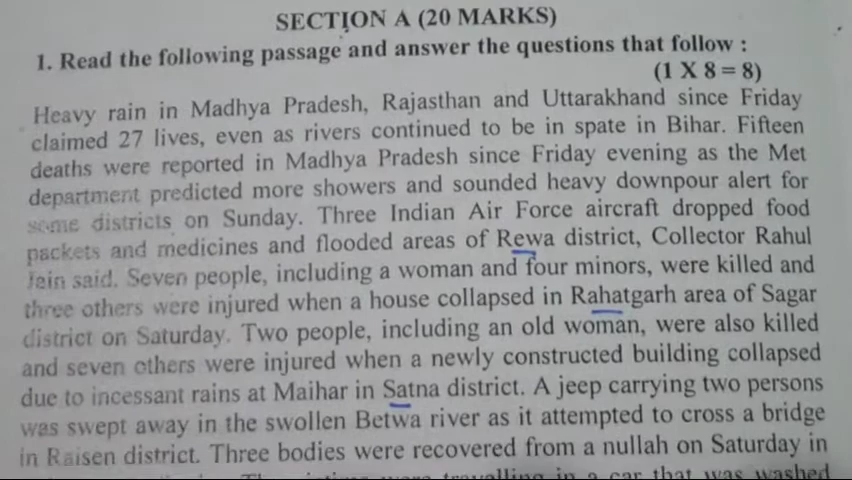 SECTION A (20 MARKS)
1. Read the following passage and answer the questions that follow :
(1 X 8 = 8)
Heavy rain in Madhya Pradesh, Rajasthan and Uttarakhand since Friday
claimed 27 lives, even as rivers continued to be in spate in Bihar. Fifteen
deaths were reported in Madhya Pradesh since Friday evening as the Met
department predicted more showers and sounded heavy downpour alert for
some districts on Sunday. Three Indian Air Force aircraft dropped food
packets and medicines and flooded areas of Rewa district, Collector Rahul
Jain said. Seven people, including a woman and four minors, were killed and
three others were injured when a house collapsed in Rahatgarh area of Sagar
district on Saturday. Two people, including an old woman, were also killed
and seven others were injured when a newly constructed building collapsed
due to incessant rains at Maihar in Satna district. A jeep carrying two persons
was swept away in the swollen Betwa river as it attempted to cross a bridge
in Raisen district. Three bodies were recovered from a nullah on Saturday in
were travelling in a car that was washed